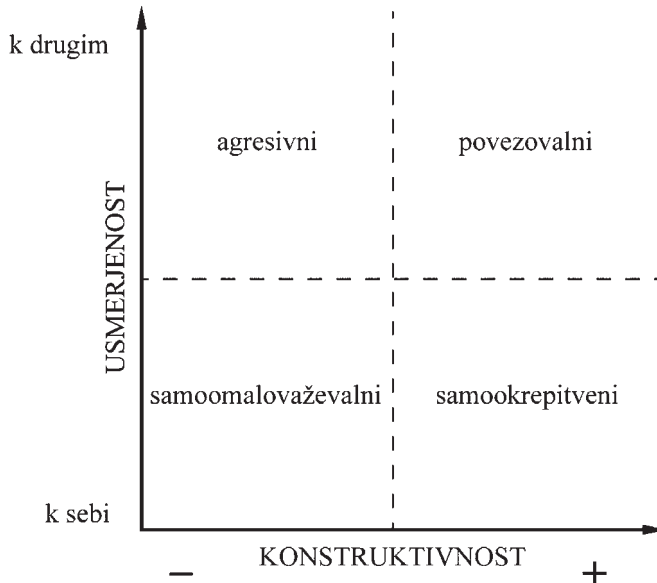 k drugim
agresivni
povezovalni
USMERJENOST
samoomalovaževalni
samookrepitveni
k sebi
KONSTRUKTIVNOST
− +